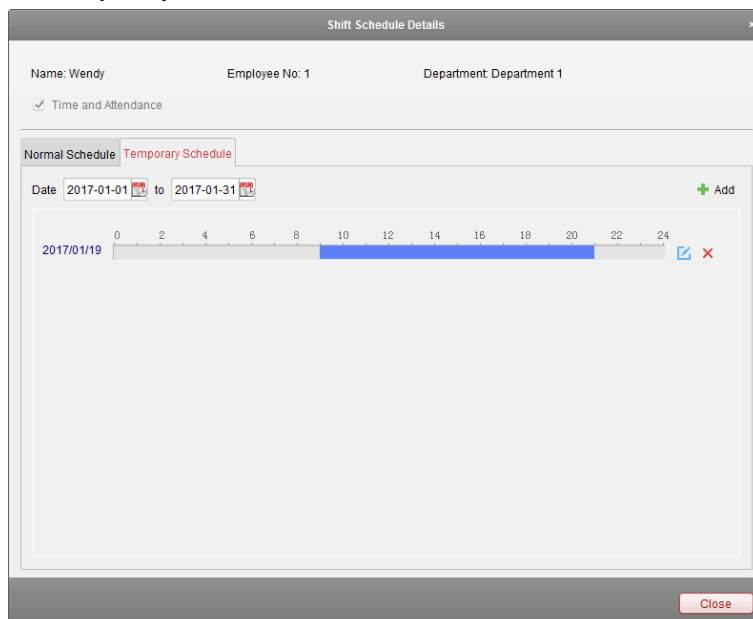 Shift Schedule Details ×
Name: Wendy Employee No: 1 Department: Department 1
Time and Attendance
Normal Schedule Temporary Schedule
Date 2017-01-01 to 2017-01-31 Add
0 2 4 6 8 10 12 14 16 18 20 22 24
2017/01/19
Close